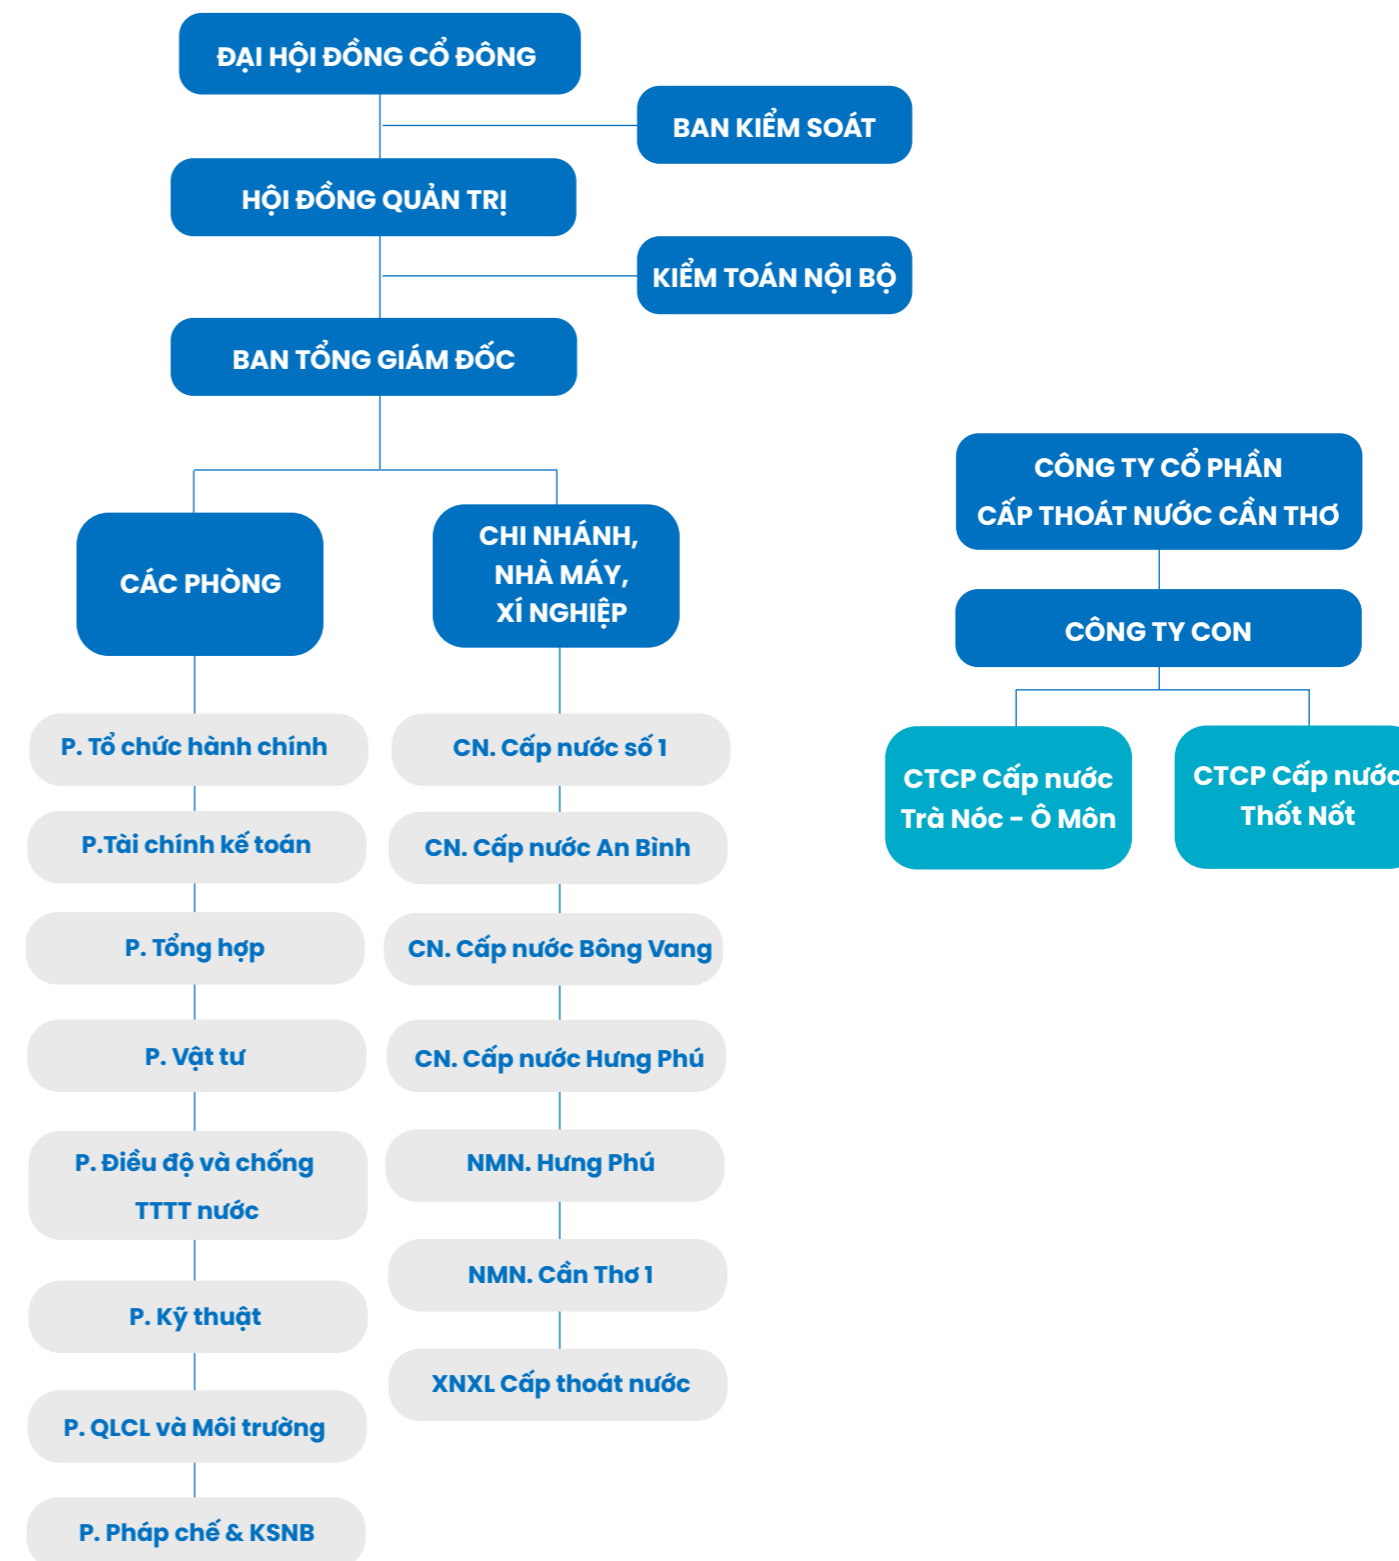 ĐẠI HỘI ĐỒNG CỔ ĐÔNG
BAN KIỂM SOÁT
HỘI ĐỒNG QUẢN TRỊ
KIỂM TOÁN NỘI BỘ
BAN TỔNG GIÁM ĐỐC
CÁC PHÒNG
P. Tổ chức hành chính
P.Tài chính kế toán
P. Tổng hợp
P. Vật tư
P. Điều độ và chống
TTTT nước
P. Kỹ thuật
P. QLCL và Môi trường
P. Pháp chế & KSNB
CHI NHÁNH,
NHÀ MÁY,
XÍ NGHIỆP
CN. Cấp nước số 1
CN. Cấp nước An Bình
CN. Cấp nước Bông Vang
CN. Cấp nước Hưng Phú
NMN. Hưng Phú
NMN. Cần Thơ 1
XNXL Cấp thoát nước
CÔNG TY CỔ PHẦN
CẤP THOÁT NƯỚC CẦN THƠ
CÔNG TY CON
CTCP Cấp nước
Trà Nóc - Ô Môn
CTCP Cấp nước
Thốt Nốt